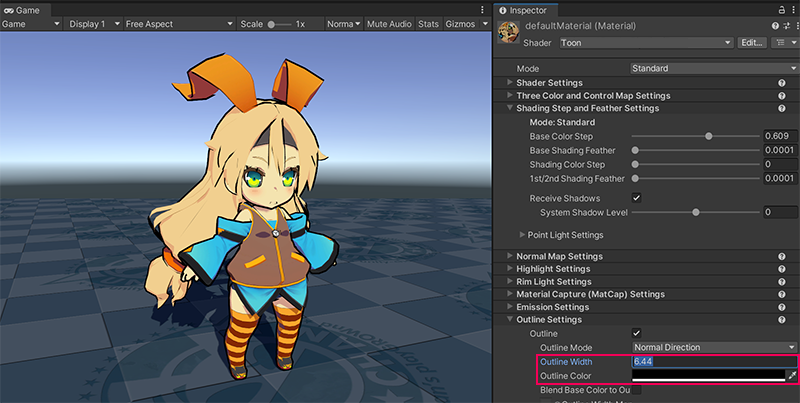 Game
Game
Display 1
Free Aspect
Scale
1x
Norma
Mute Audio
Stats
Gizmos
Inspector
defaultMaterial (Material)
Shader
Toon
Edit...
Mode
Standard
Shader Settings
Three Color and Control Map Settings
Shading Step and Feather Settings
Mode: Standard
Base Color Step
0.609
Base Shading Feather
0.0001
Shading Color Step
0
1st/2nd Shading Feather
0.0001
Receive Shadows
System Shadow Level
0
Point Light Settings
Normal Map Settings
Highlight Settings
Rim Light Settings
Material Capture (MatCap) Settings
Emission Settings
Outline Settings
Outline
Outline Mode
Normal Direction
Outline Width
6.44
Outline Color
Blend Base Color to Ou